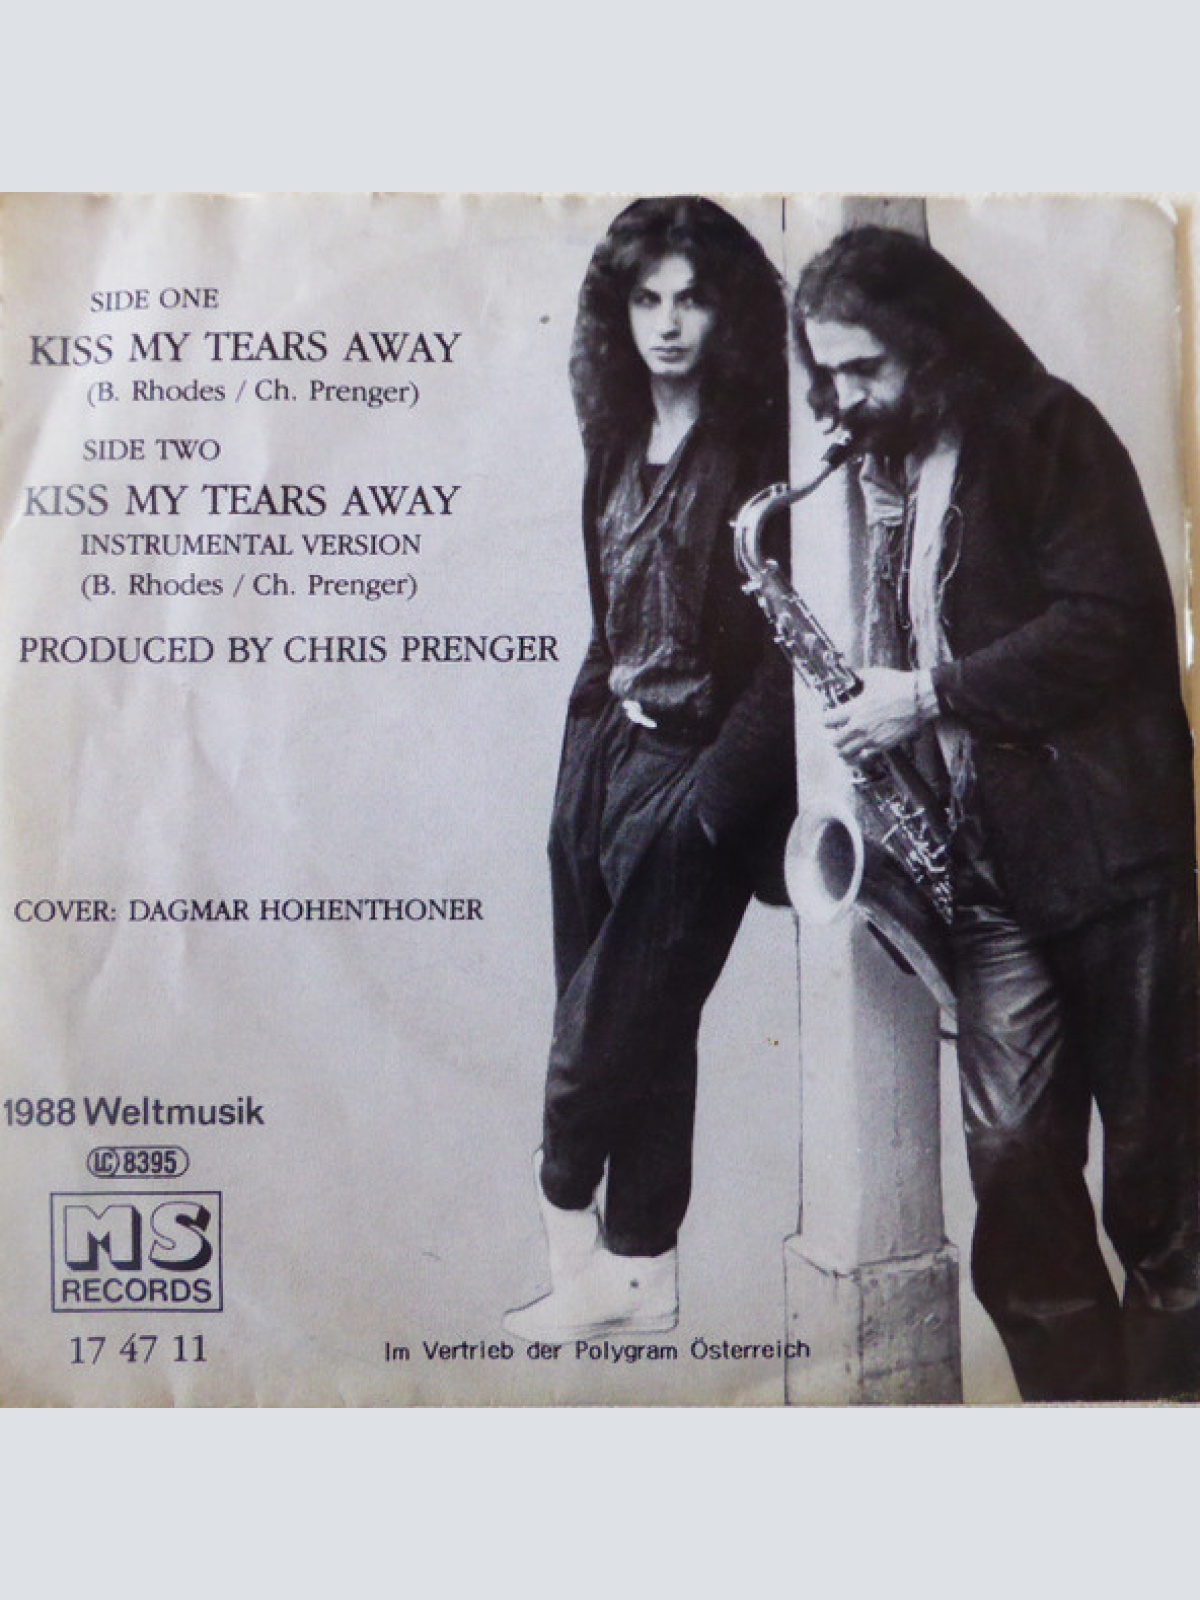 SIDE ONE
KISS MY TEARS AWAY
(B. Rhodes / Ch. Prenger)
SIDE TWO
KISS MY TEARS AWAY
INSTRUMENTAL VERSION
(B. Rhodes / Ch. Prenger)
PRODUCED BY CHRIS PRENGER
COVER: DAGMAR HOHENTHONER
1988 Weltmusik
LC 8395
MS
RECORDS
17 47 11
Im Vertrieb der Polygram Österreich